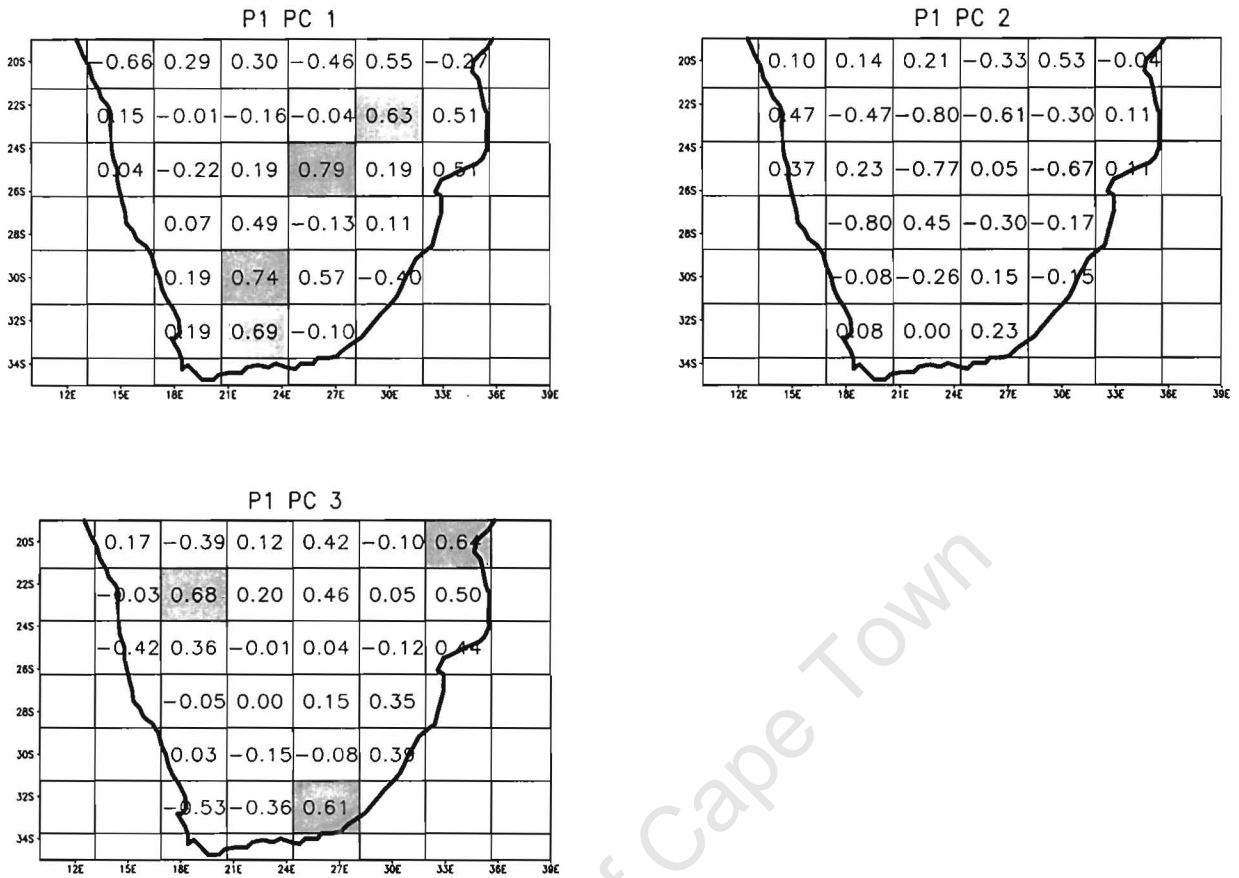 P1 PC 1
20S -0.66 0.29 0.30 -0.46 0.55 -0.27
22S 0.15 -0.01 -0.16 -0.04 0.63 0.51
24S
0.04 -0.22 0.19 0.79 0.19 0.51
26S
0.07 0.49 -0.13 0.11
28S
30S 0.19 0.74 0.57 -0.40
32S 0.19 0.69 -0.10
34S
12E 15E 18E 21E 24E 27E 30E 33E 36E 39E
P1 PC 2
20S 0.10 0.14 0.21 -0.33 0.53 -0.04
22S 0.47 -0.47 -0.80 -0.61 -0.30 0.11
24S
0.37 0.23 -0.77 0.05 -0.67 0.11
26S
-0.80 0.45 -0.30 -0.17
28S
30S -0.08 -0.26 0.15 -0.15
32S 0.08 0.00 0.23
34S
12E 15E 18E 21E 24E 27E 30E 33E 36E 39E
P1 PC 3
20S 0.17 -0.39 0.12 0.42 -0.10 0.64
22S -0.03 0.68 0.20 0.46 0.05 0.50
24S
-0.42 0.36 -0.01 0.04 -0.12 0.44
26S
-0.05 0.00 0.15 0.35
28S
30S 0.03 -0.15 -0.08 0.39
32S -0.53 -0.36 0.61
34S
12E 15E 18E 21E 24E 27E 30E 33E 36E 39E
of Cape Town